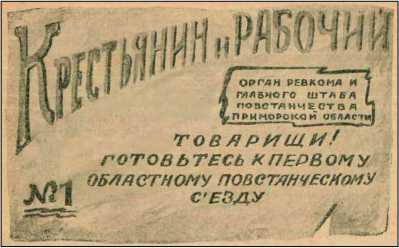 Крестьянин и рабочий
орган ревкома и
главного штаба
повстанчества
приморской области
Товарищи!
готовьтесь к первому
областному повстанческому
с'езду
№1